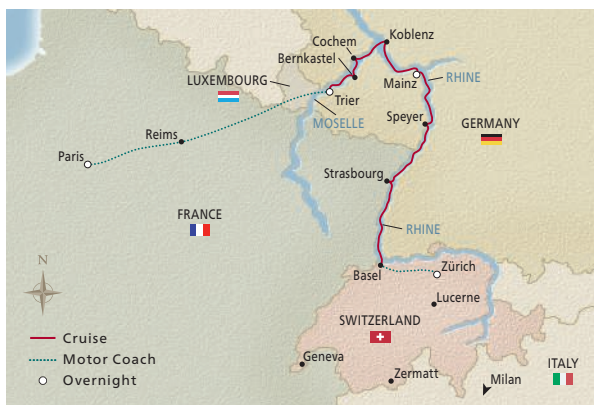 Koblenz
Cochem
Bernkastel
LUXEMBOURG
Mainz
RHINE
Trier
MOSELLE
Speyer
GERMANY
Reims
Paris
Strasbourg
FRANCE
RHINE
N
Basel
Zürich
Lucerne
SWITZERLAND
Cruise
Motor Coach
Overnight
Geneva
Zermatt
Milan
ITALY